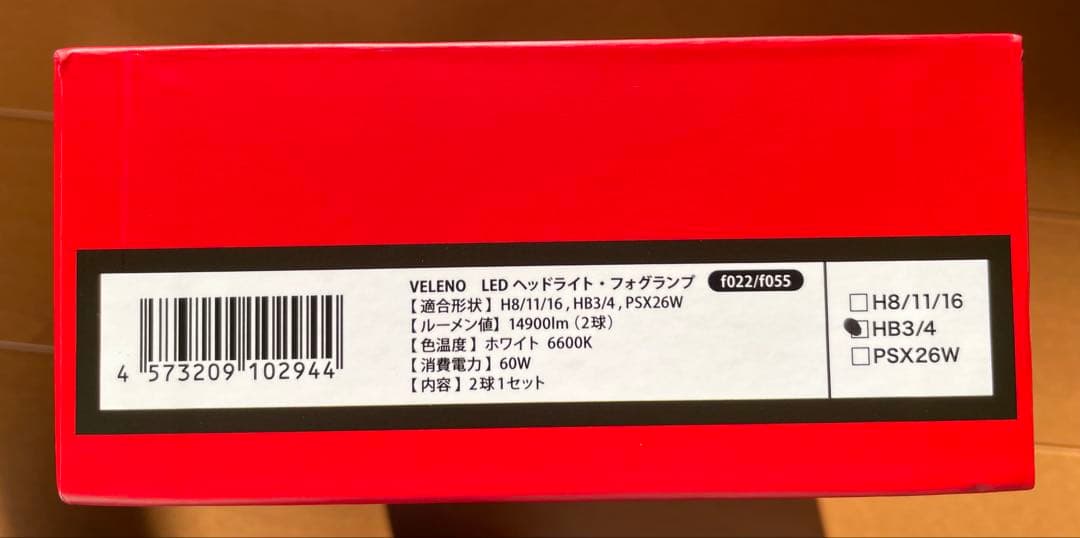 VELENO LED ヘッドライト・フォグランプ f022/f055
【適合形状】H8/11/16 , HB3/4 , PSX26W
【ルーメン値】14900lm（2球）
【色温度】ホワイト 6600K
【消費電力】60W
【内容】2球1セット
4 573209 102944
□H8/11/16
□HB3/4
□PSX26W